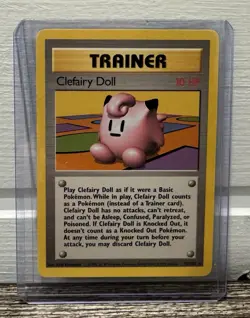 TRAINER
Clefairy Doll 10 HP
Play Clefairy Doll as if it were a Basic
Pokémon. While in play, Clefairy Doll counts
as a Pokémon (instead of a Trainer card).
Clefairy Doll has no attacks, can't retreat,
and can't be Asleep, Confused, Paralyzed, or
Poisoned. If Clefairy Doll is Knocked Out, it
doesn't count as a Knocked Out Pokémon.
At any time during your turn before your
attack, you may discard Clefairy Doll.